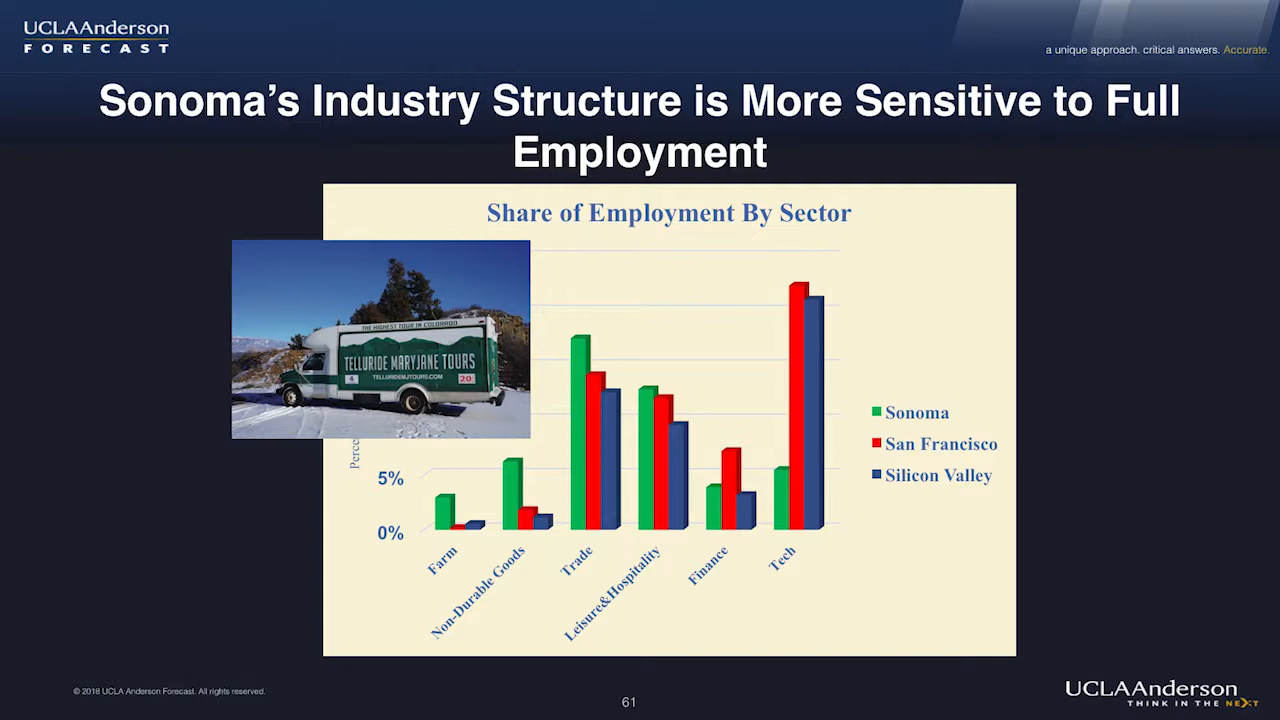 UCLAAnderson
FORECAST
a unique approach. critical answers. Accurate.
Sonoma’s Industry Structure is More Sensitive to Full
Employment
Share of Employment By Sector
THE HIGHEST TOUR IN COLORADO
TELLURIDE MARYJANE TOURS
TELLURIDEMJTOURS.COM
4
20
5%
0%
Farm
Non-Durable Goods
Trade
Leisure&Hospitality
Finance
Tech
Sonoma
San Francisco
Silicon Valley
© 2018 UCLA Anderson Forecast. All rights reserved.
61
UCLAAnderson
THINK IN THE NEXT